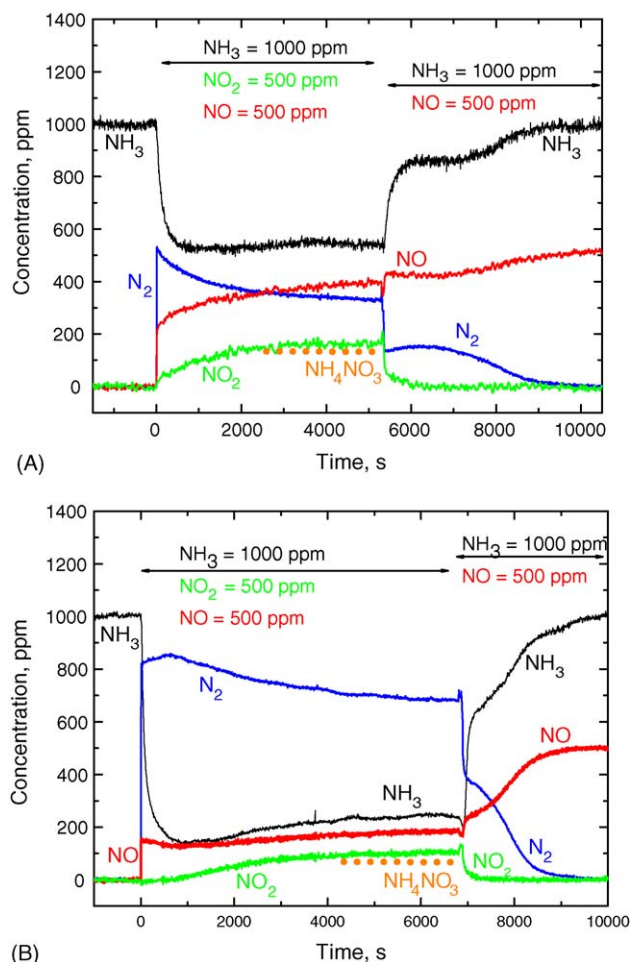 1400
1200
1000
800
600
400
200
0
Concentration, ppm
NH3 = 1000 ppm
NO2 = 500 ppm
NO = 500 ppm
NH3 = 1000 ppm
NO = 500 ppm
NH3
NH3
N2
NO
NO2
NH4NO3
N2
0 2000 4000 6000 8000 10000
Time, s
(A)
1400
1200
1000
800
600
400
200
0
Concentration, ppm
NH3 = 1000 ppm
NO2 = 500 ppm
NO = 500 ppm
NH3 = 1000 ppm
NO = 500 ppm
NH3
N2
NH3
NO
NH3
NO
NO2
NH4NO3
NO2
N2
0 2000 4000 6000 8000 10000
Time, s
(B)